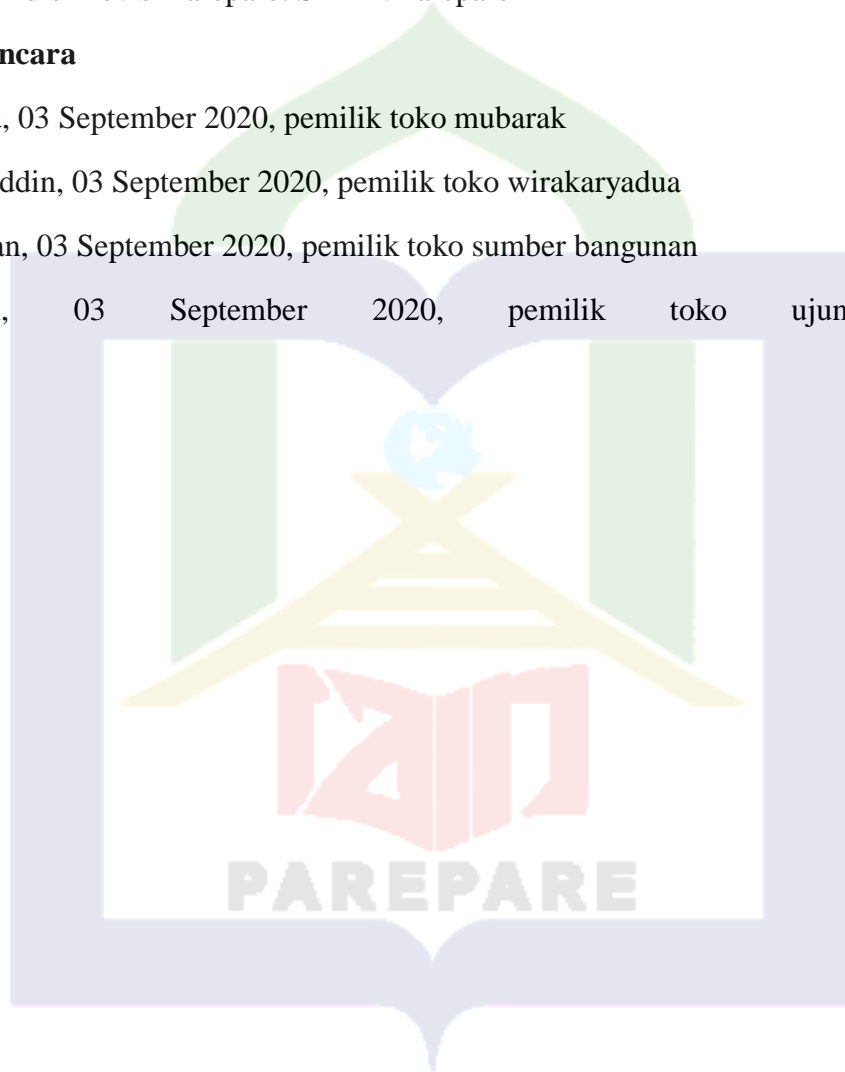 ncara
, 03 September 2020, pemilik toko mubarak
ddin, 03 September 2020, pemilik toko wirakaryadua
an, 03 September 2020, pemilik toko sumber bangunan
, 03 September 2020, pemilik toko ujun
iain
PAREPARE